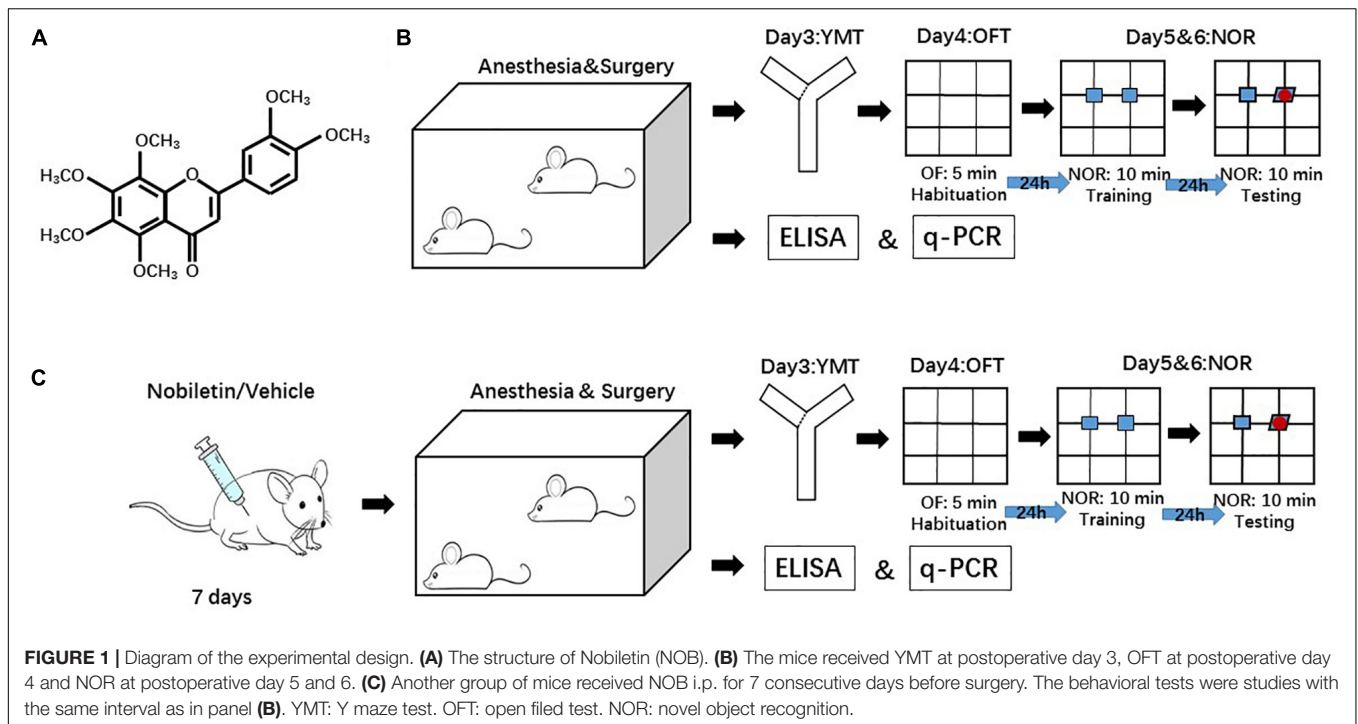 A
OCH₃
OCH₃
OCH₃
H₃CO
O
H₃CO
OCH₃ O
B
Anesthesia&Surgery
Day3:YMT
Day4:OFT
Day5&6:NOR
OF: 5 min
Habituation
24h
NOR: 10 min
Training
24h
NOR: 10 min
Testing
ELISA & q-PCR
C
Nobiletin/Vehicle
7 days
Anesthesia & Surgery
Day3:YMT
Day4:OFT
Day5&6:NOR
OF: 5 min
Habituation
24h
NOR: 10 min
Training
24h
NOR: 10 min
Testing
ELISA & q-PCR
FIGURE 1 | Diagram of the experimental design. (A) The structure of Nobiletin (NOB). (B) The mice received YMT at postoperative day 3, OFT at postoperative day
4 and NOR at postoperative day 5 and 6. (C) Another group of mice received NOB i.p. for 7 consecutive days before surgery. The behavioral tests were studies with
the same interval as in panel (B). YMT: Y maze test. OFT: open filed test. NOR: novel object recognition.